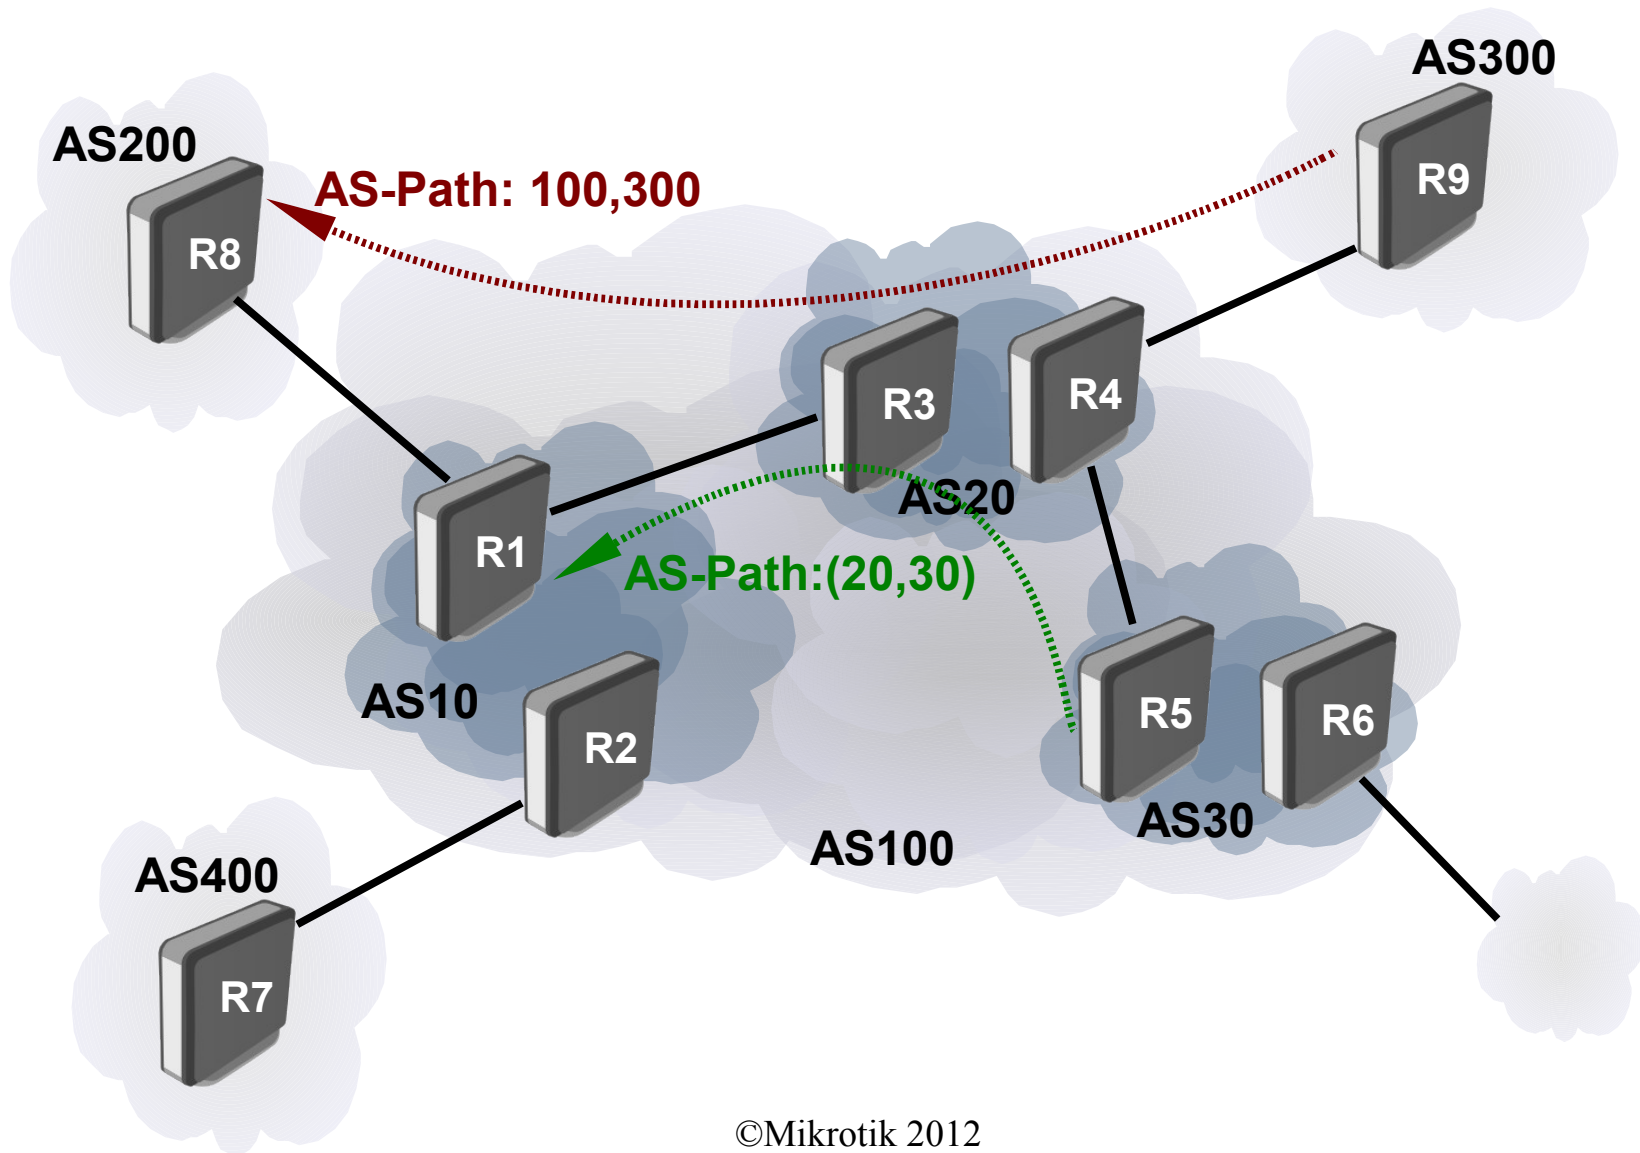 AS300
AS200
AS-Path: 100,300
R9
R8
R3
R4
AS20
R1
AS-Path:(20,30)
AS10
R5
R6
R2
AS30
AS100
AS400
R7
©Mikrotik 2012